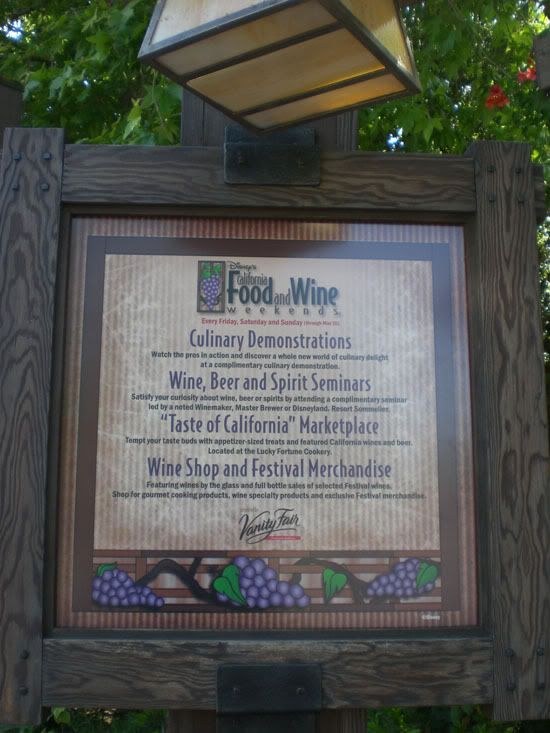 Disney's
California
Food and Wine
weekends
Every Friday, Saturday and Sunday
Culinary Demonstrations
Watch the pros in action and discover a whole new world of culinary delight
at a complimentary culinary demonstration.
Wine, Beer and Spirit Seminars
Satisfy your curiosity about wine, beer or spirits by attending a complimentary seminar
led by a noted Winemaker, Master Brewer or Disneyland. Resort Sommelier.
"Taste of California" Marketplace
Tempt your taste buds with appetizer-sized treats and featured California wines and beer.
Located at the Lucky Fortune Cookery.
Wine Shop and Festival Merchandise
Featuring wines by the glass and full bottle sales of selected Festival wines.
Shop for gourmet cooking products, wine specialty products and exclusive Festival merchandise.
Vanity Fair
©Disney